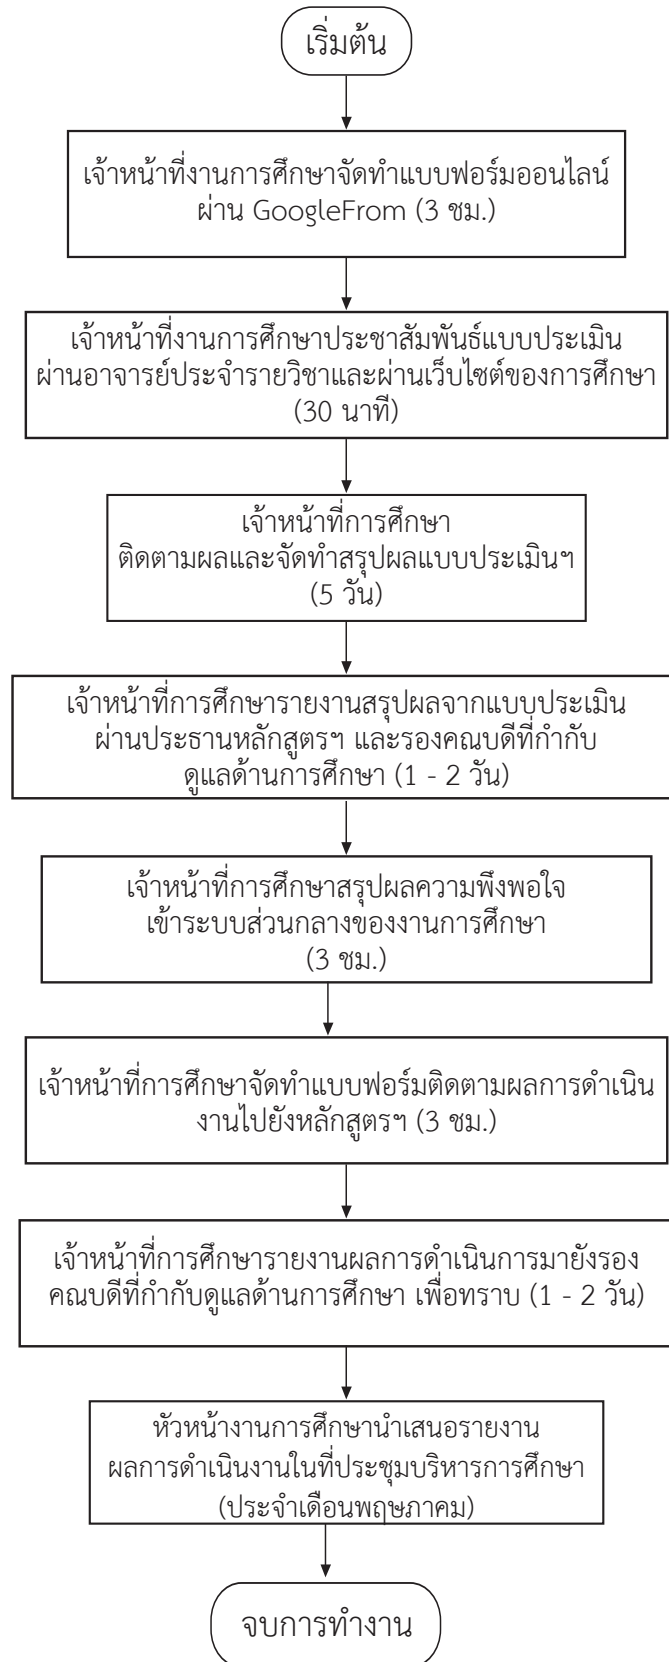 เริ่มต้น
เจ้าหน้าที่งานการศึกษาจัดทำแบบฟอร์มออนไลน์
ผ่าน GoogleFrom (3 ชม.)
เจ้าหน้าที่งานการศึกษาประชาสัมพันธ์แบบประเมิน
ผ่านอาจารย์ประจำรายวิชาและผ่านเว็บไซต์ของการศึกษา
(30 นาที)
เจ้าหน้าที่การศึกษา
ติดตามผลและจัดทำสรุปผลแบบประเมินฯ
(5 วัน)
เจ้าหน้าที่การศึกษารายงานสรุปผลจากแบบประเมิน
ผ่านประธานหลักสูตรฯ และรองคณบดีที่กำกับ
ดูแลด้านการศึกษา (1 - 2 วัน)
เจ้าหน้าที่การศึกษาสรุปผลความพึงพอใจ
เข้าระบบส่วนกลางของงานการศึกษา
(3 ชม.)
เจ้าหน้าที่การศึกษาจัดทำแบบฟอร์มติดตามผลการดำเนิน
งานไปยังหลักสูตรฯ (3 ชม.)
เจ้าหน้าที่การศึกษารายงานผลการดำเนินการมายังรอง
คณบดีที่กำกับดูแลด้านการศึกษา เพื่อทราบ (1 - 2 วัน)
หัวหน้างานการศึกษานำเสนอรายงาน
ผลการดำเนินงานในที่ประชุมบริหารการศึกษา
(ประจำเดือนพฤษภาคม)
จบการทำงาน